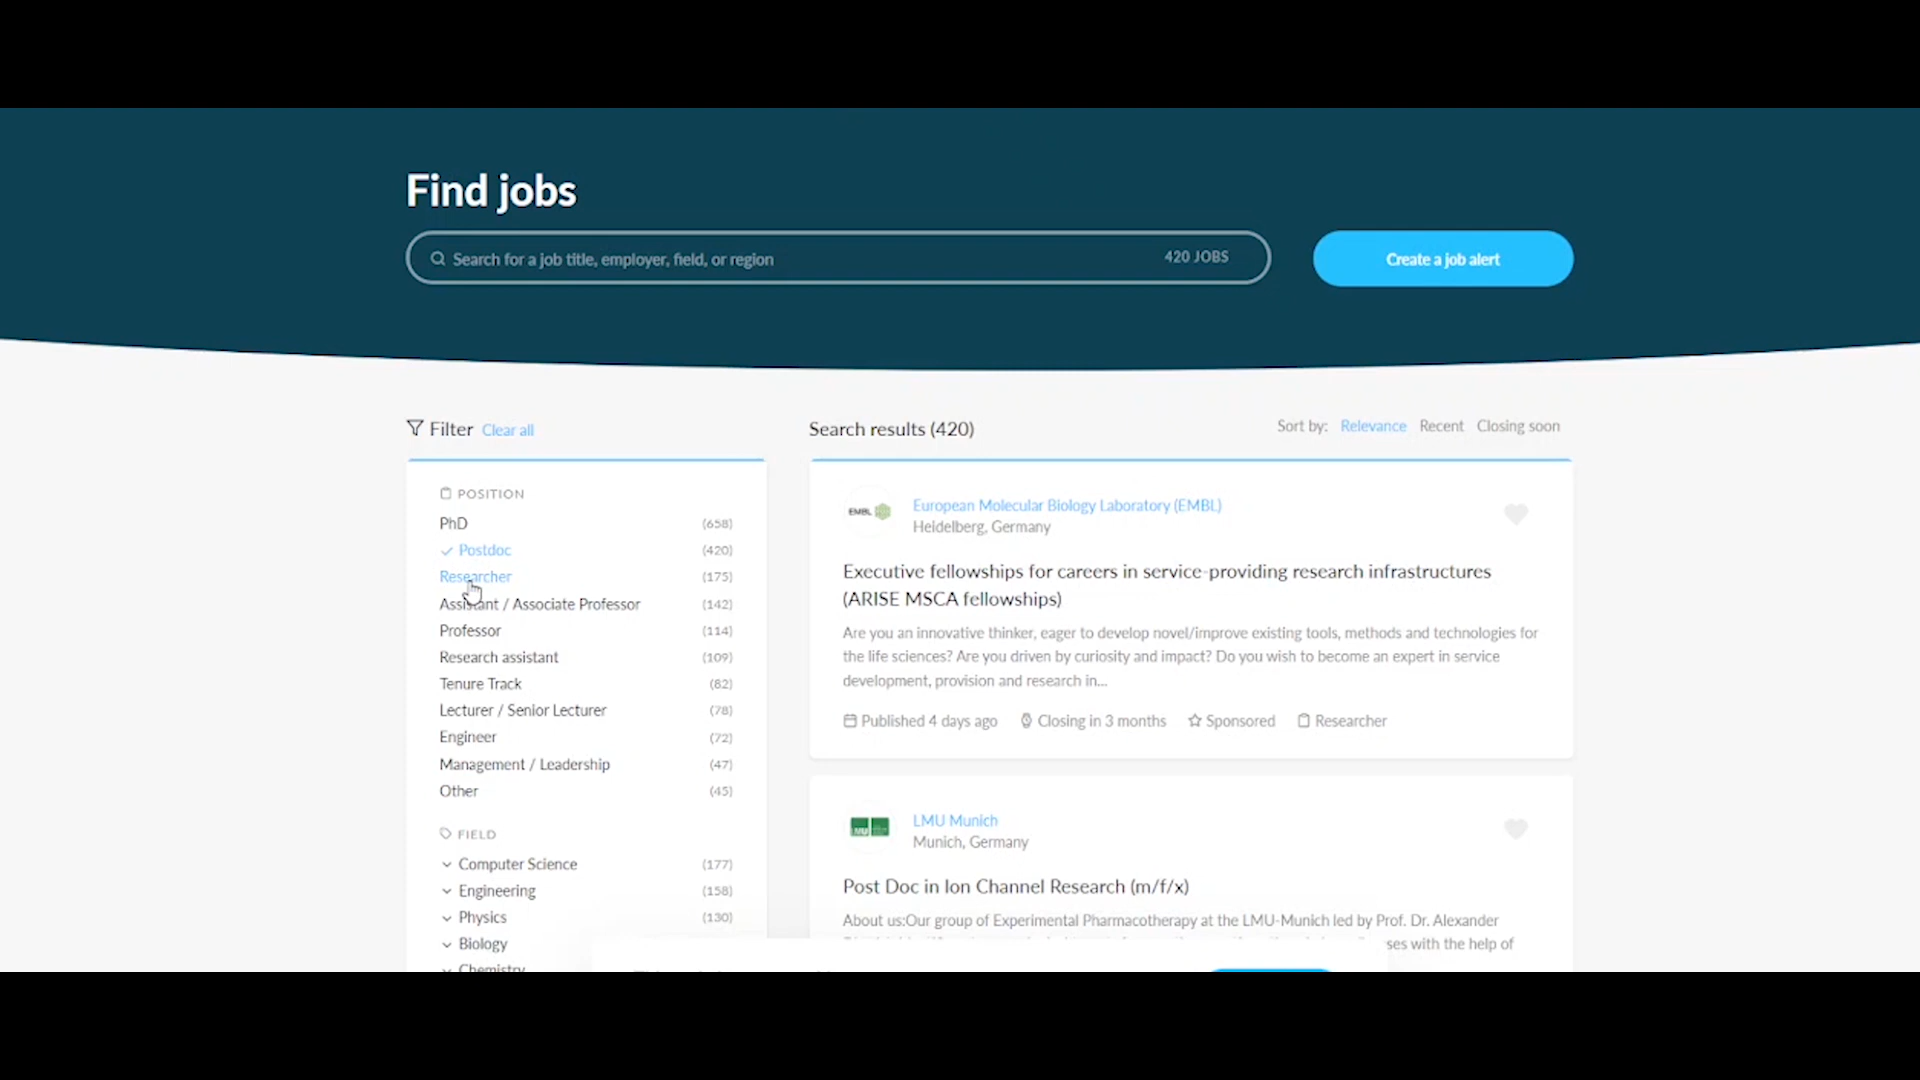 Find jobs
Search for a job title, employer, field, or region
420 JOBS
Create a job alert
Filter
Clear all
POSITION
PhD (658)
Postdoc (420)
Researcher (175)
Assistant / Associate Professor (142)
Professor (114)
Research assistant (109)
Tenure Track (82)
Lecturer / Senior Lecturer (78)
Engineer (72)
Management / Leadership (47)
Other (45)
FIELD
Computer Science (177)
Engineering (158)
Physics (130)
Biology
Chemistry
Search results (420)
Sort by: Relevance Recent Closing soon
EMBL
European Molecular Biology Laboratory (EMBL)
Heidelberg, Germany
Executive fellowships for careers in service-providing research infrastructures
(ARISE MSCA fellowships)
Are you an innovative thinker, eager to develop novel/improve existing tools, methods and technologies for
the life sciences? Are you driven by curiosity and impact? Do you wish to become an expert in service
development, provision and research in...
Published 4 days ago Closing in 3 months Sponsored Researcher
LMU
LMU Munich
Munich, Germany
Post Doc in Ion Channel Research (m/f/x)
About us:Our group of Experimental Pharmacotherapy at the LMU-Munich led by Prof. Dr. Alexander
with the help of